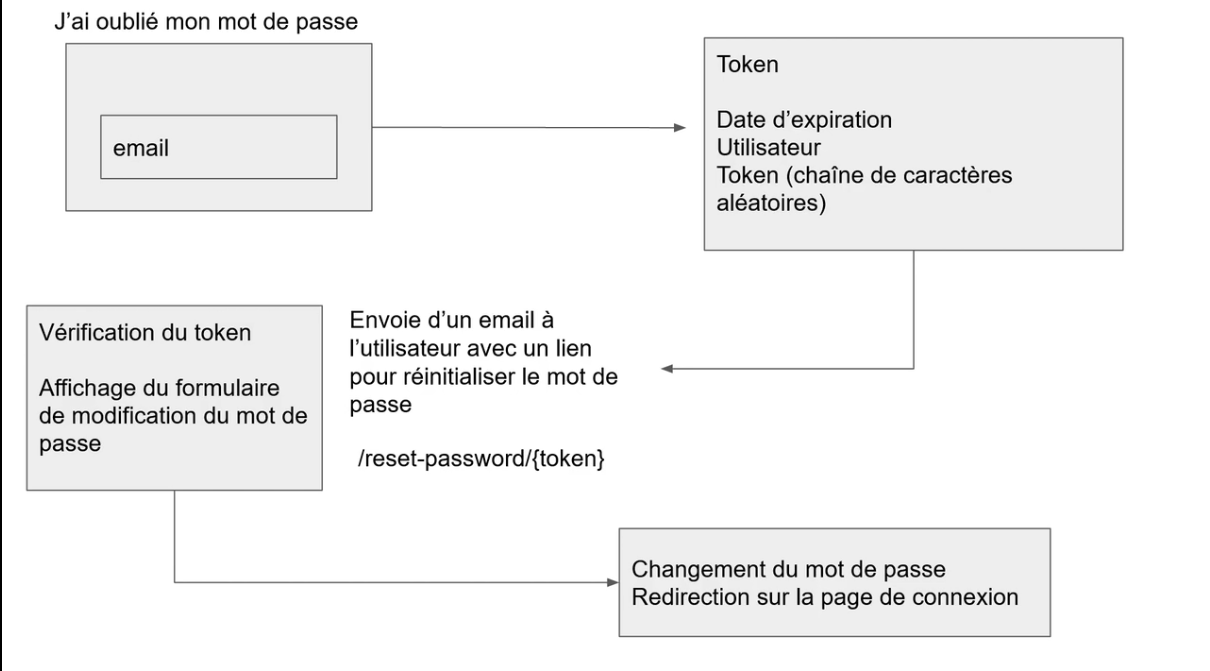 J’ai oublié mon mot de passe
email
Token
Date d’expiration
Utilisateur
Token (chaîne de caractères
aléatoires)
Envoie d’un email à
l’utilisateur avec un lien
pour réinitialiser le mot de
passe
/reset-password/{token}
Vérification du token
Affichage du formulaire
de modification du mot de
passe
Changement du mot de passe
Redirection sur la page de connexion